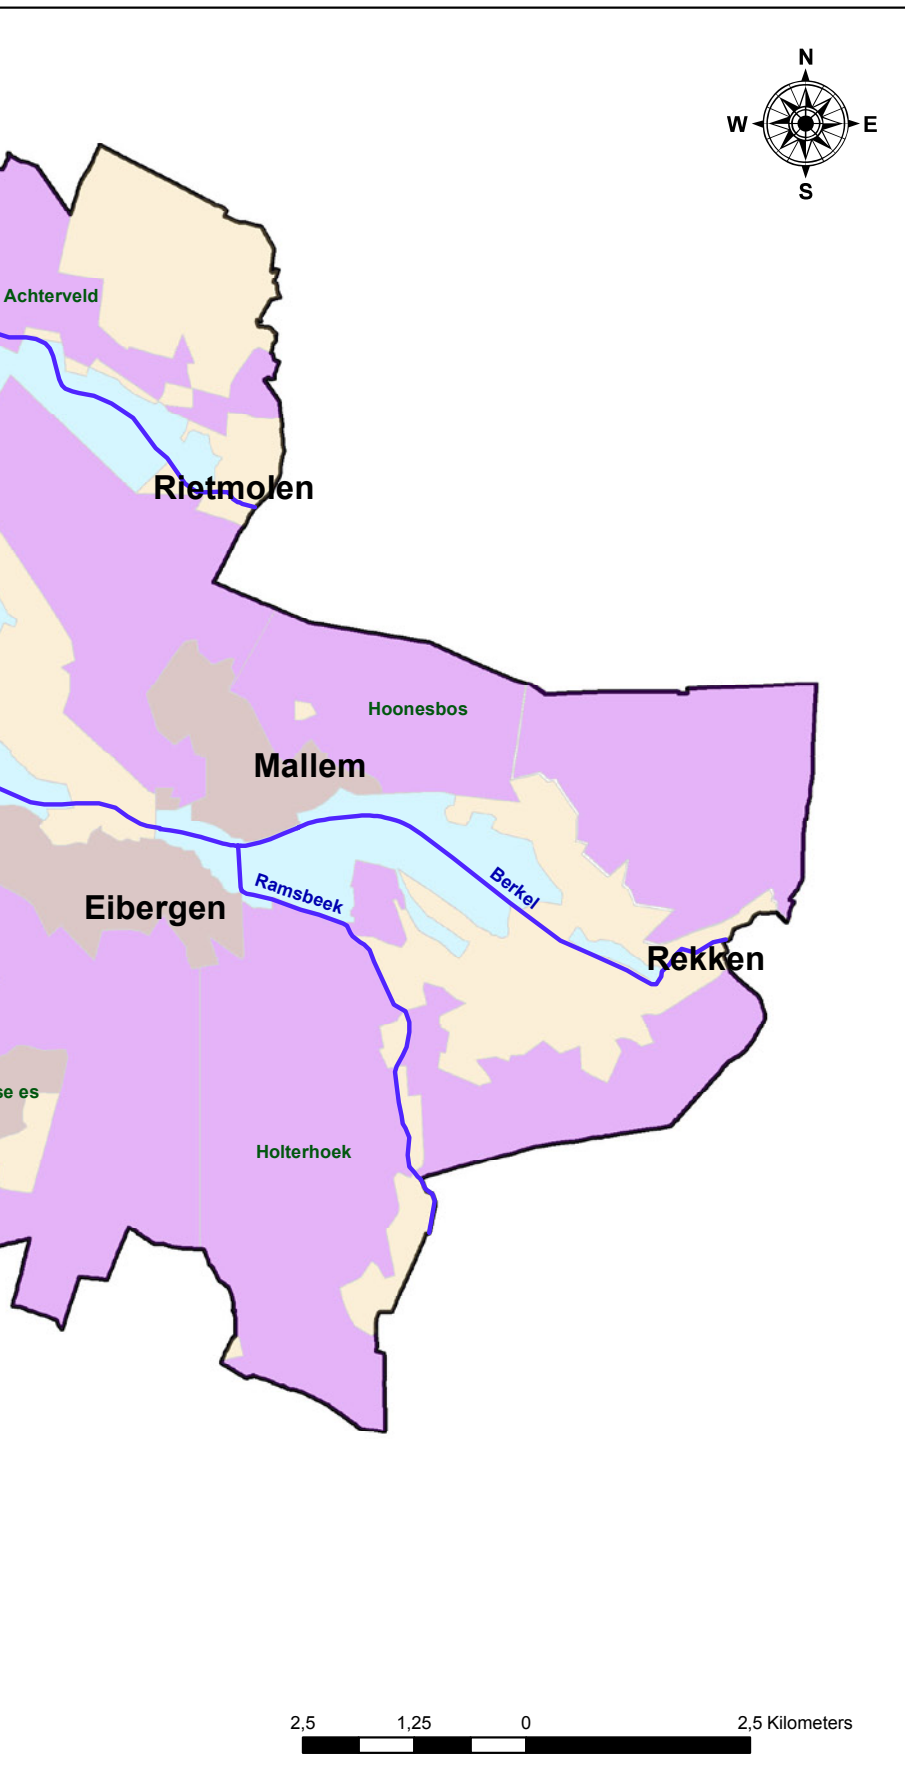 N
W E
S
Achterveld
Rietmolen
Hoonesbos
Mallem
Berkel
Ramsbeek
Eibergen
Rekken
se es
Holterhoek
2,5 1,25 0 2,5 Kilometers